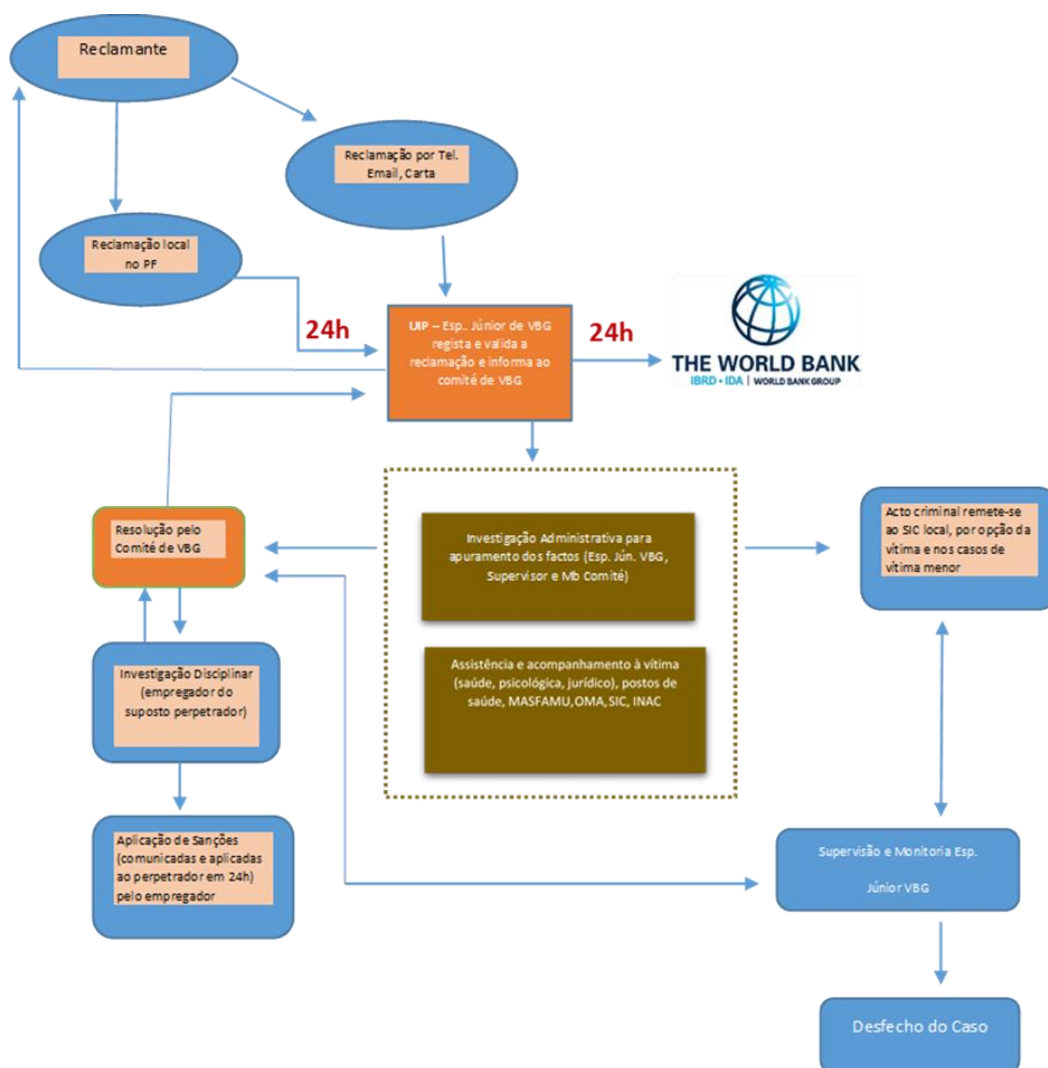 Reclamante
Reclamação por Tel.
Email, Carta
Reclamação local
no PF
24h
UIP – Esp.. Júnior de VBG
regista e valida a
reclamação e informa ao
comité de VBG
24h
THE WORLD BANK
IBRD • IDA | WORLD BANK GROUP
Resolução pelo
Comité de VBG
Investigação Administrativa para
apuramento dos factos (Esp. Jún. VBG,
Supervisor e Mb Comité)
Acto criminal remete-se
ao SIC local, por opção da
vítima e nos casos de
vítima menor
Investigação Disciplinar
(empregador do
suposto perpetrador)
Assistência e acompanhamento à vítima
(saúde, psicológica, jurídico), postos de
saúde, MASFAMU,OMA, SIC, INAC
Aplicação de Sanções
(comunicadas e aplicadas
ao perpetrador em 24h)
pelo empregador
Supervisão e Monitoria Esp.
Júnior VBG
Desfecho do Caso